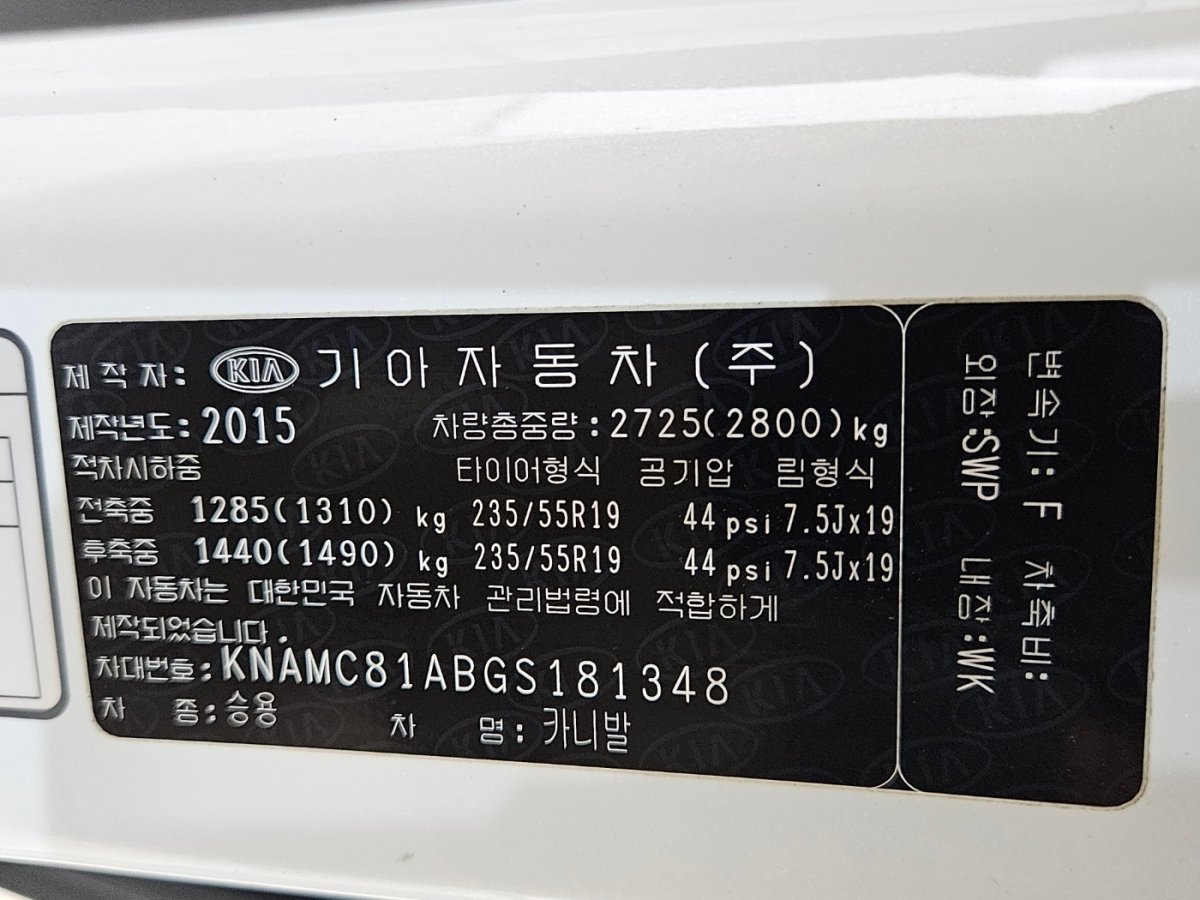 제 작 자: KIA 기 아 자 동 차 (주)
제작년도: 2015 차량총중량: 2725(2800) kg
적차시하중 타이어형식 공기압 림형식
전축중 1285(1310) kg 235/55R19 44 psi 7.5Jx19
후축중 1440(1490) kg 235/55R19 44 psi 7.5Jx19
이 자동차는 대한민국 자동차 관리법령에 적합하게
제작되었습니다.
차대번호: KNAMC81ABGS181348
차 종: 승용 차 명: 카니발
변속기: F 차축비:
외장:SWP 내장:WK